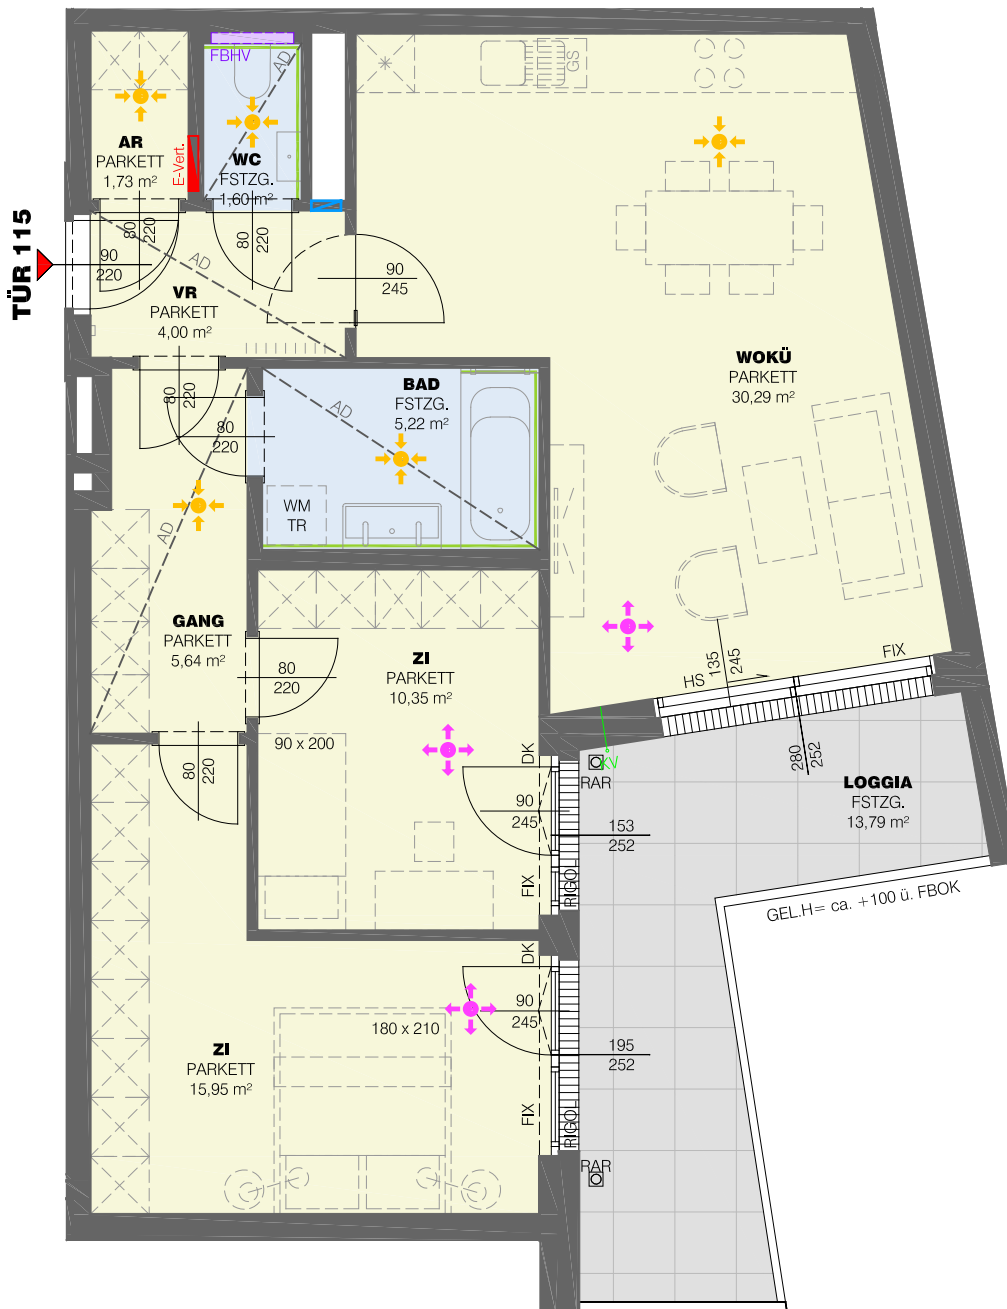 FBHV
AD
GS
AR
PARKETT
1,73 m²
E-Vert.
WC
FSTZG.
1,60 m²
TÜR 115
80
220
80
220
90
220
AD
90
245
VR
PARKETT
4,00 m²
WOKÜ
PARKETT
30,29 m²
BAD
FSTZG.
5,22 m²
80
220
AD
AD
80
220
WM
TR
AD
GANG
PARKETT
5,64 m²
ZI
PARKETT
10,35 m²
80
220
135
245
HS
FIX
90 x 200
DK
KV
RAR
280
252
LOGGIA
FSTZG.
13,79 m²
80
220
90
245
153
252
FIX
RIGOL
GEL.H= ca. +100 ü. FBOK
DK
90
245
180 x 210
195
252
ZI
PARKETT
15,95 m²
FIX
RIGOL
RAR